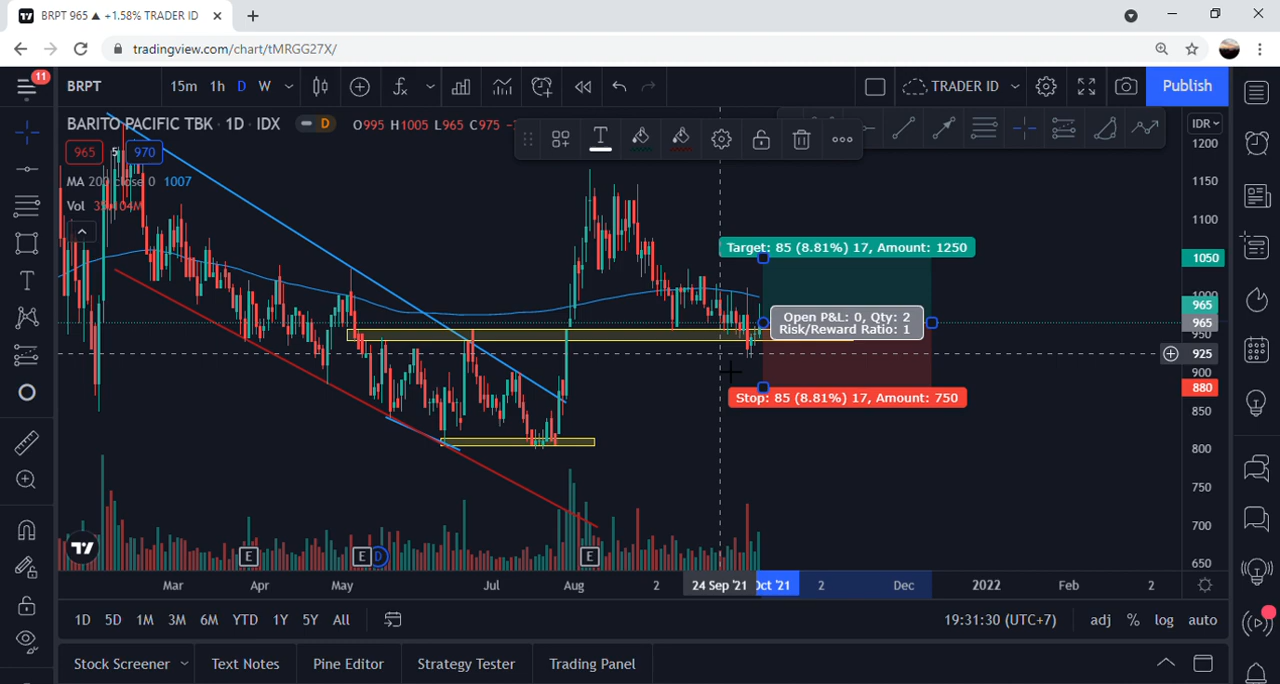 BRPT 965 ▲ +1.58% TRADER ID
tradingview.com/chart/tMRGG27X/
11
BRPT 15m 1h D W TRADER ID Publish
BARITO PACIFIC TBK · 1D · IDX D O995 H1005 L965 C975
IDR
965 970
MA 200 close 0 1007
Vol
1200
1150
1100
Target: 85 (8.81%) 17, Amount: 1250
1050
1000
965
Open P&L: 0, Qty: 2
965
Risk/Reward Ratio: 1
950
925
900
880
Stop: 85 (8.81%) 17, Amount: 750
850
800
750
700
650
E E D E
Mar Apr May Jul Aug 2 24 Sep '21 Oct '21 2 Dec 2022 Feb 2
1D 5D 1M 3M 6M YTD 1Y 5Y All 19:31:30 (UTC+7) adj % log auto
Stock Screener Text Notes Pine Editor Strategy Tester Trading Panel